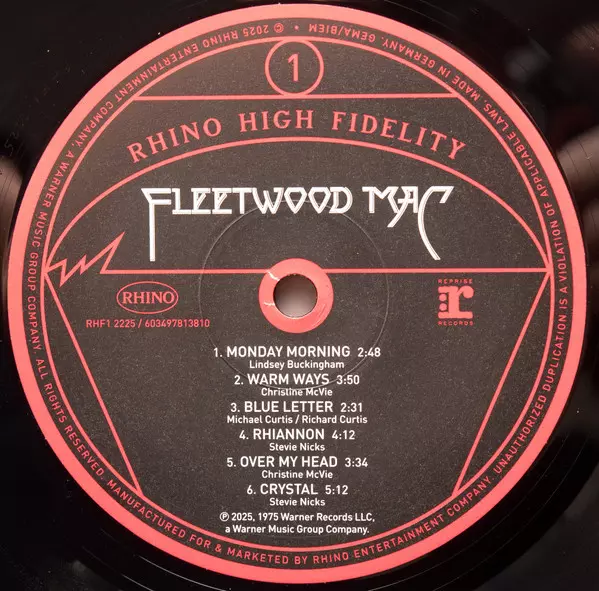 1
RHINO HIGH FIDELITY
FLEETWOOD MAC
RHINO
RHF1 2225 / 603497813810
REPRISE
r
RECORDS
1. MONDAY MORNING 2:48
Lindsey Buckingham
2. WARM WAYS 3:50
Christine McVie
3. BLUE LETTER 2:31
Michael Curtis / Richard Curtis
4. RHIANNON 4:12
Stevie Nicks
5. OVER MY HEAD 3:34
Christine McVie
6. CRYSTAL 5:12
Stevie Nicks
℗ 2025, 1975 Warner Records LLC,
a Warner Music Group Company.
© 2025 RHINO ENTERTAINMENT COMPANY, A WARNER MUSIC GROUP COMPANY. ALL RIGHTS RESERVED. MANUFACTURED FOR & MARKETED BY RHINO ENTERTAINMENT COMPANY. UNAUTHORIZED DUPLICATION IS A VIOLATION OF APPLICABLE LAWS. MADE IN GERMANY. GEMA/BIEM